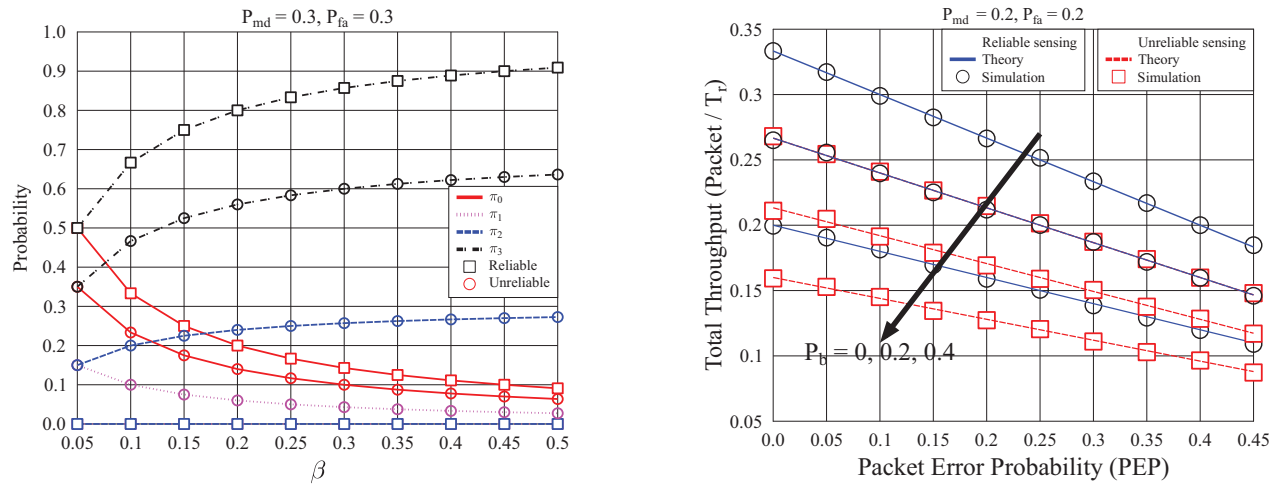 P_md = 0.3, P_fa = 0.3
1.0
0.9
0.8
0.7
0.6
0.5
0.4
0.3
0.2
0.1
0.0
Probability
π_0
π_1
π_2
π_3
Reliable
Unreliable
0.05 0.1 0.15 0.2 0.25 0.3 0.35 0.4 0.45 0.5
β
P_md = 0.2, P_fa = 0.2
0.35
0.3
0.25
0.2
0.15
0.1
0.05
Total Throughput (Packet / T_r)
Reliable sensing
Theory
Simulation
Unreliable sensing
Theory
Simulation
P_b = 0, 0.2, 0.4
0.0 0.05 0.1 0.15 0.2 0.25 0.3 0.35 0.4 0.45
Packet Error Probability (PEP)